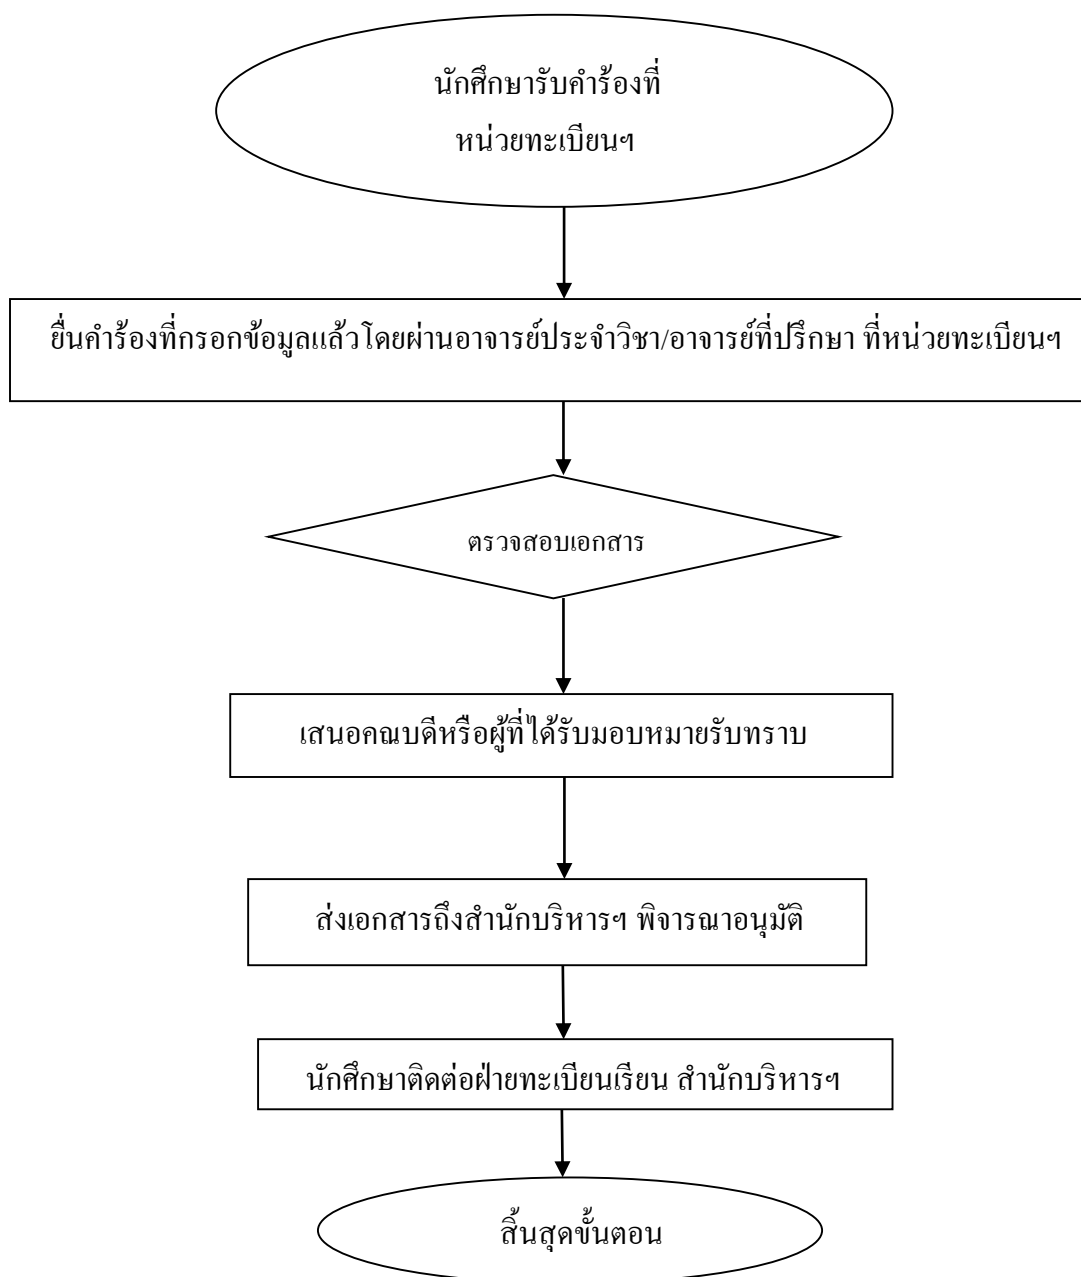 นักศึกษารับคำร้องที่
หน่วยทะเบียนฯ
ยื่นคำร้องที่กรอกข้อมูลแล้วโดยผ่านอาจารย์ประจำวิชา/อาจารย์ที่ปรึกษา ที่หน่วยทะเบียนฯ
ตรวจสอบเอกสาร
เสนอคณบดีหรือผู้ที่ได้รับมอบหมายรับทราบ
ส่งเอกสารถึงสำนักบริหารฯ พิจารณาอนุมัติ
นักศึกษาติดต่อฝ่ายทะเบียนเรียน สำนักบริหารฯ
สิ้นสุดขั้นตอน